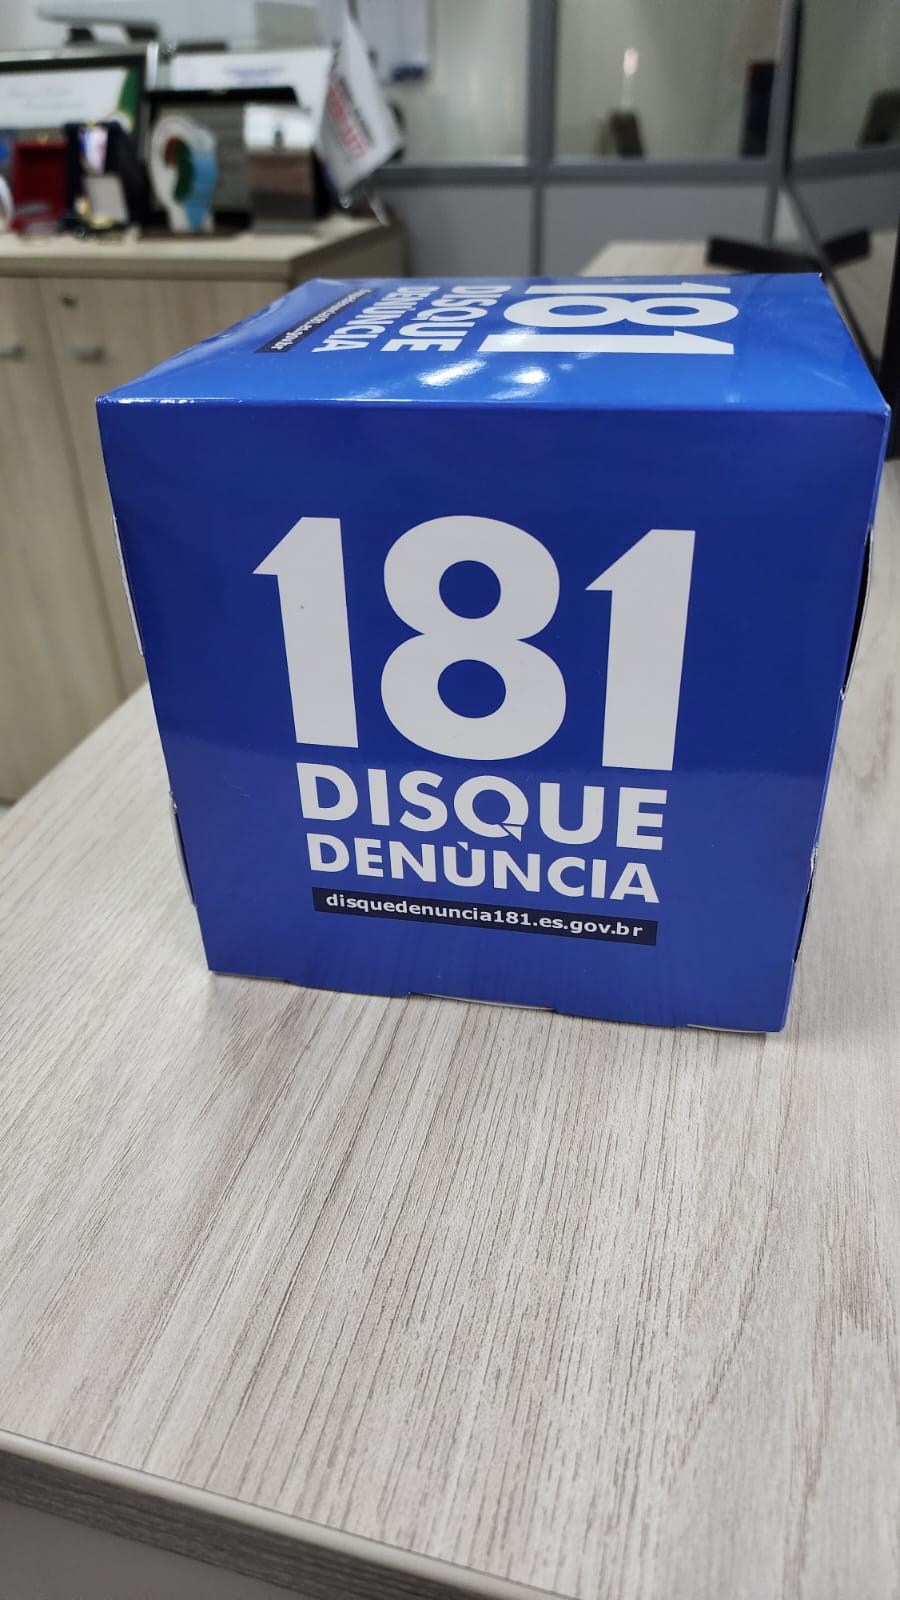 181
DISQUE
DENÚNCIA
181
DISQUE
DENÙNCIA
disquedenuncia181.es.gov.br